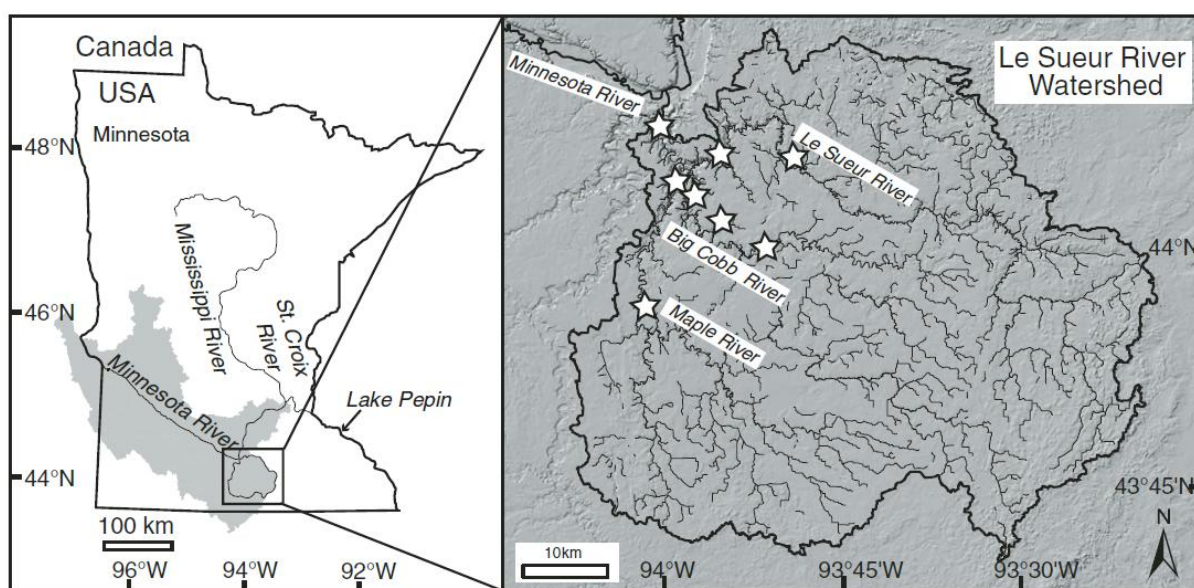 Canada
USA
Minnesota
48°N
46°N
44°N
Mississippi River
St. Croix
River
Minnesota River
Lake Pepin
100 km
96°W
94°W
92°W
Le Sueur River
Watershed
Minnesota River
Le Sueur River
Big Cobb River
Maple River
44°N
43°45'N
N
10km
94°W
93°45'W
93°30'W